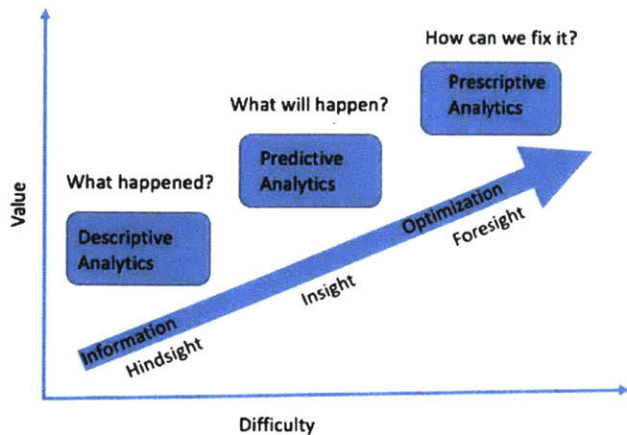 How can we fix it?
Prescriptive
Analytics
What will happen?
Predictive
Analytics
What happened?
Descriptive
Analytics
Value
Optimization
Foresight
Insight
Information
Hindsight
Difficulty